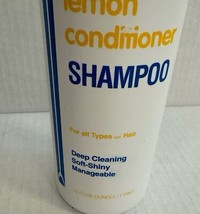 lemon
conditioner
SHAMPOO
For all Types of Hair
Deep Cleaning
Soft-Shiny
Manageable